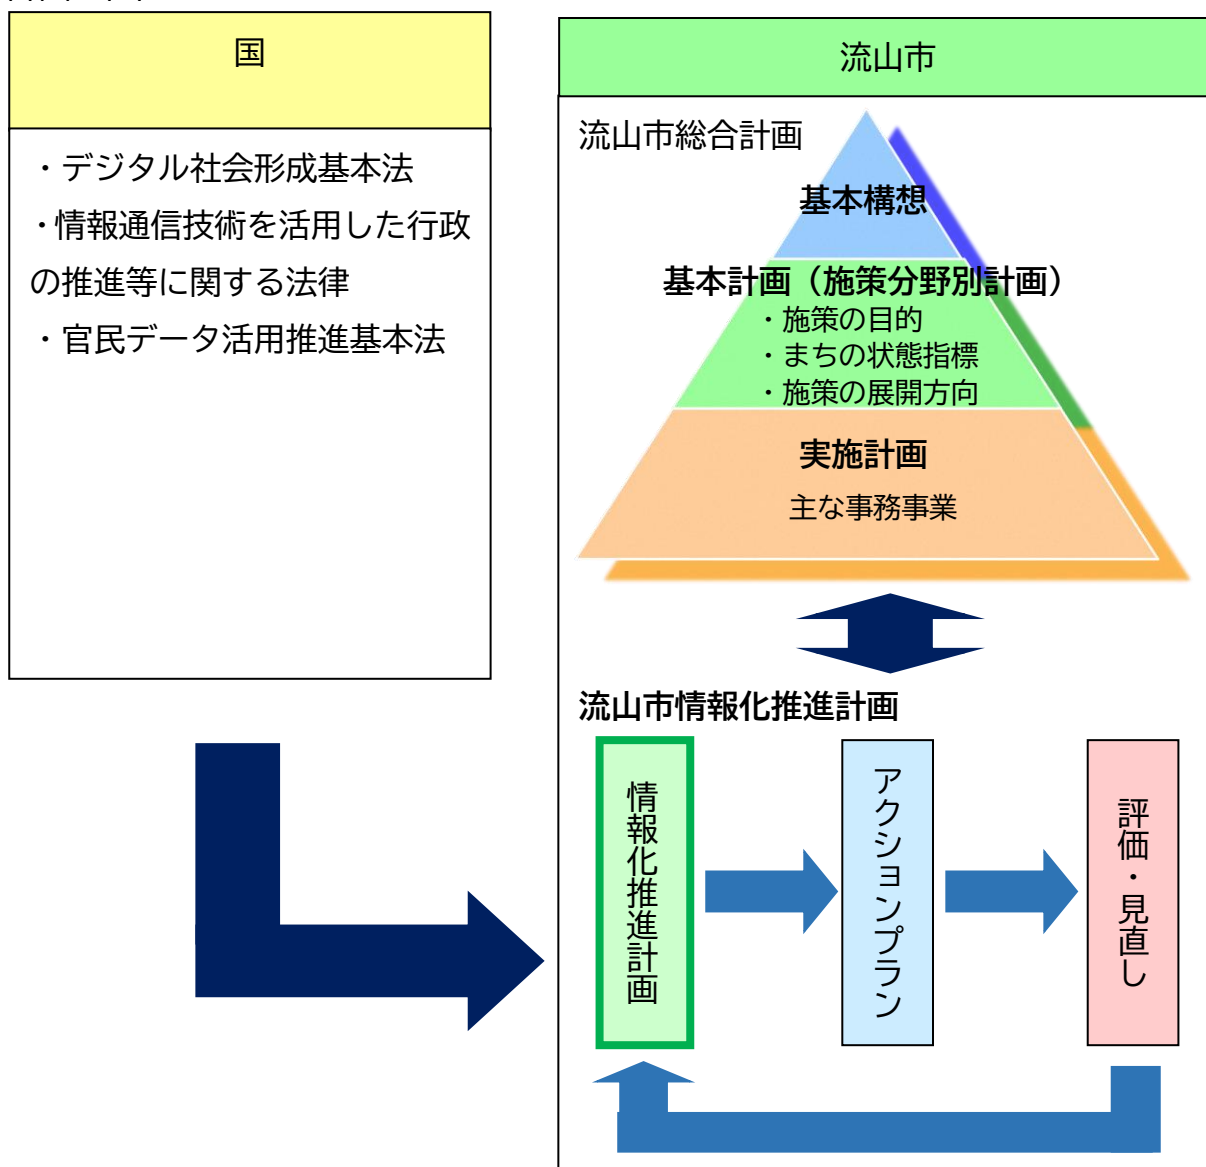 国
・デジタル社会形成基本法
・情報通信技術を活用した行政
の推進等に関する法律
・官民データ活用推進基本法
流山市
流山市総合計画
基本構想
基本計画（施策分野別計画）
・施策の目的
・まちの状態指標
・施策の展開方向
実施計画
主な事務事業
流山市情報化推進計画
情報化推進計画
アクションプラン
評価・見直し